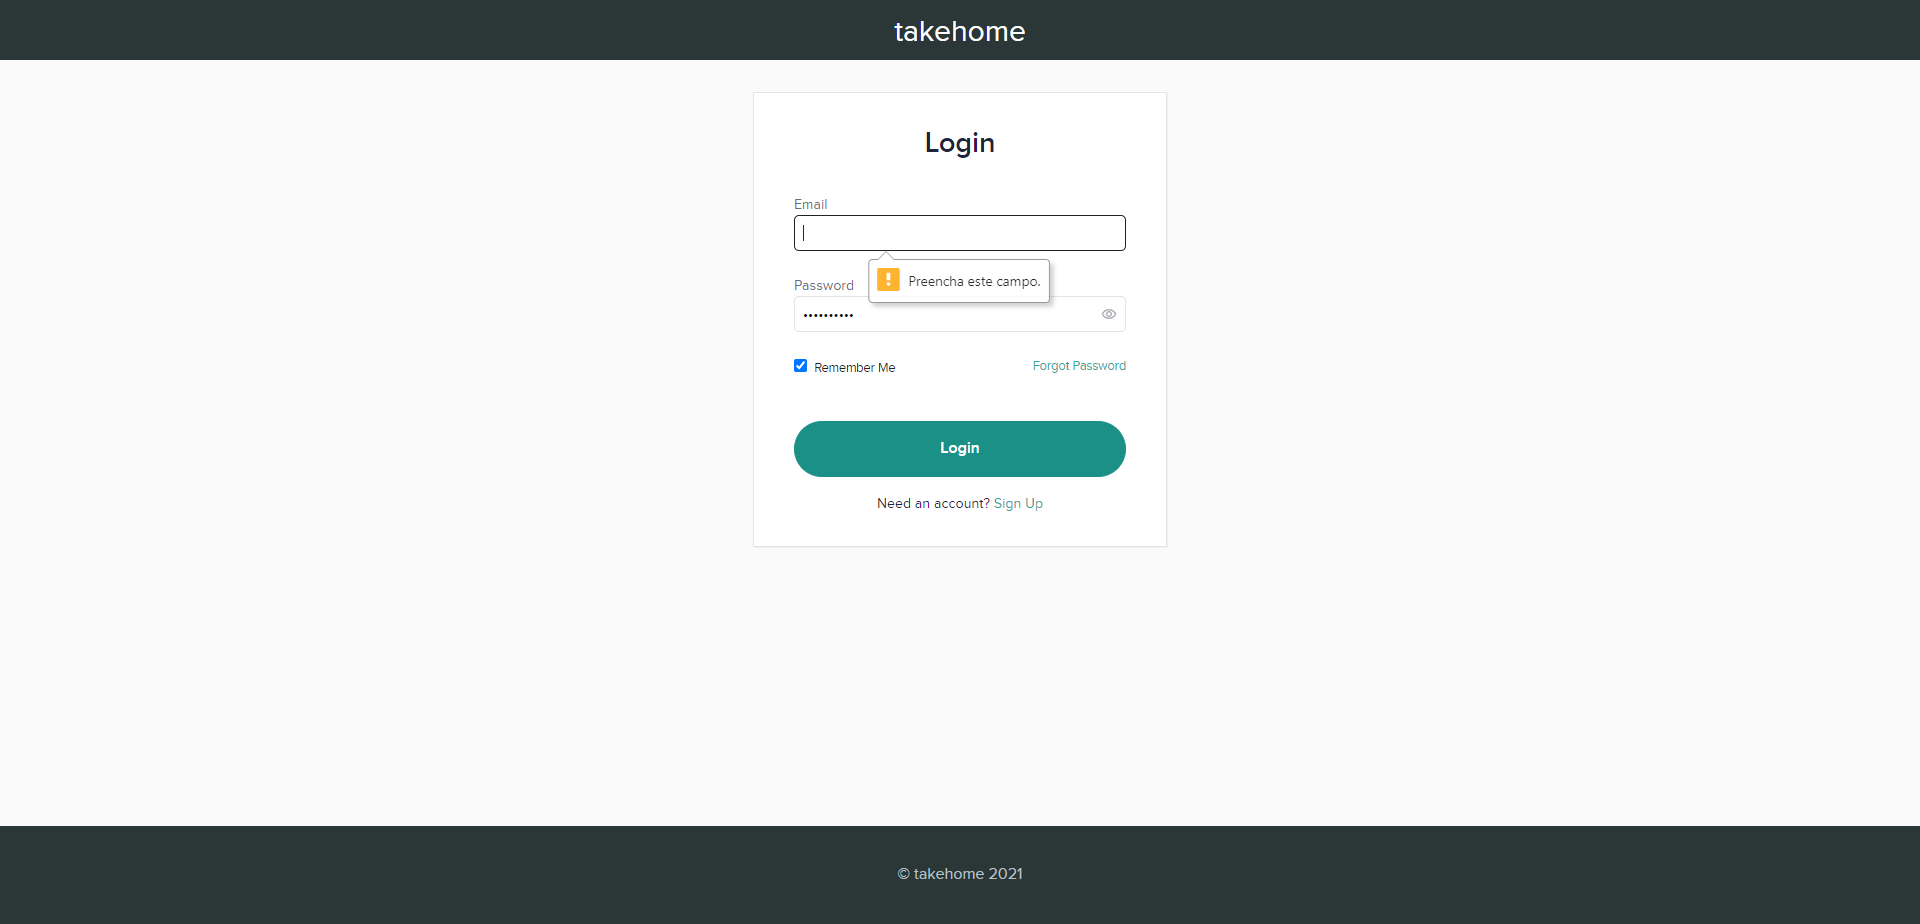 takehome
Login
Email
Preencha este campo.
Password
••••••••••
Remember Me
Forgot Password
Login
Need an account? Sign Up
© takehome 2021